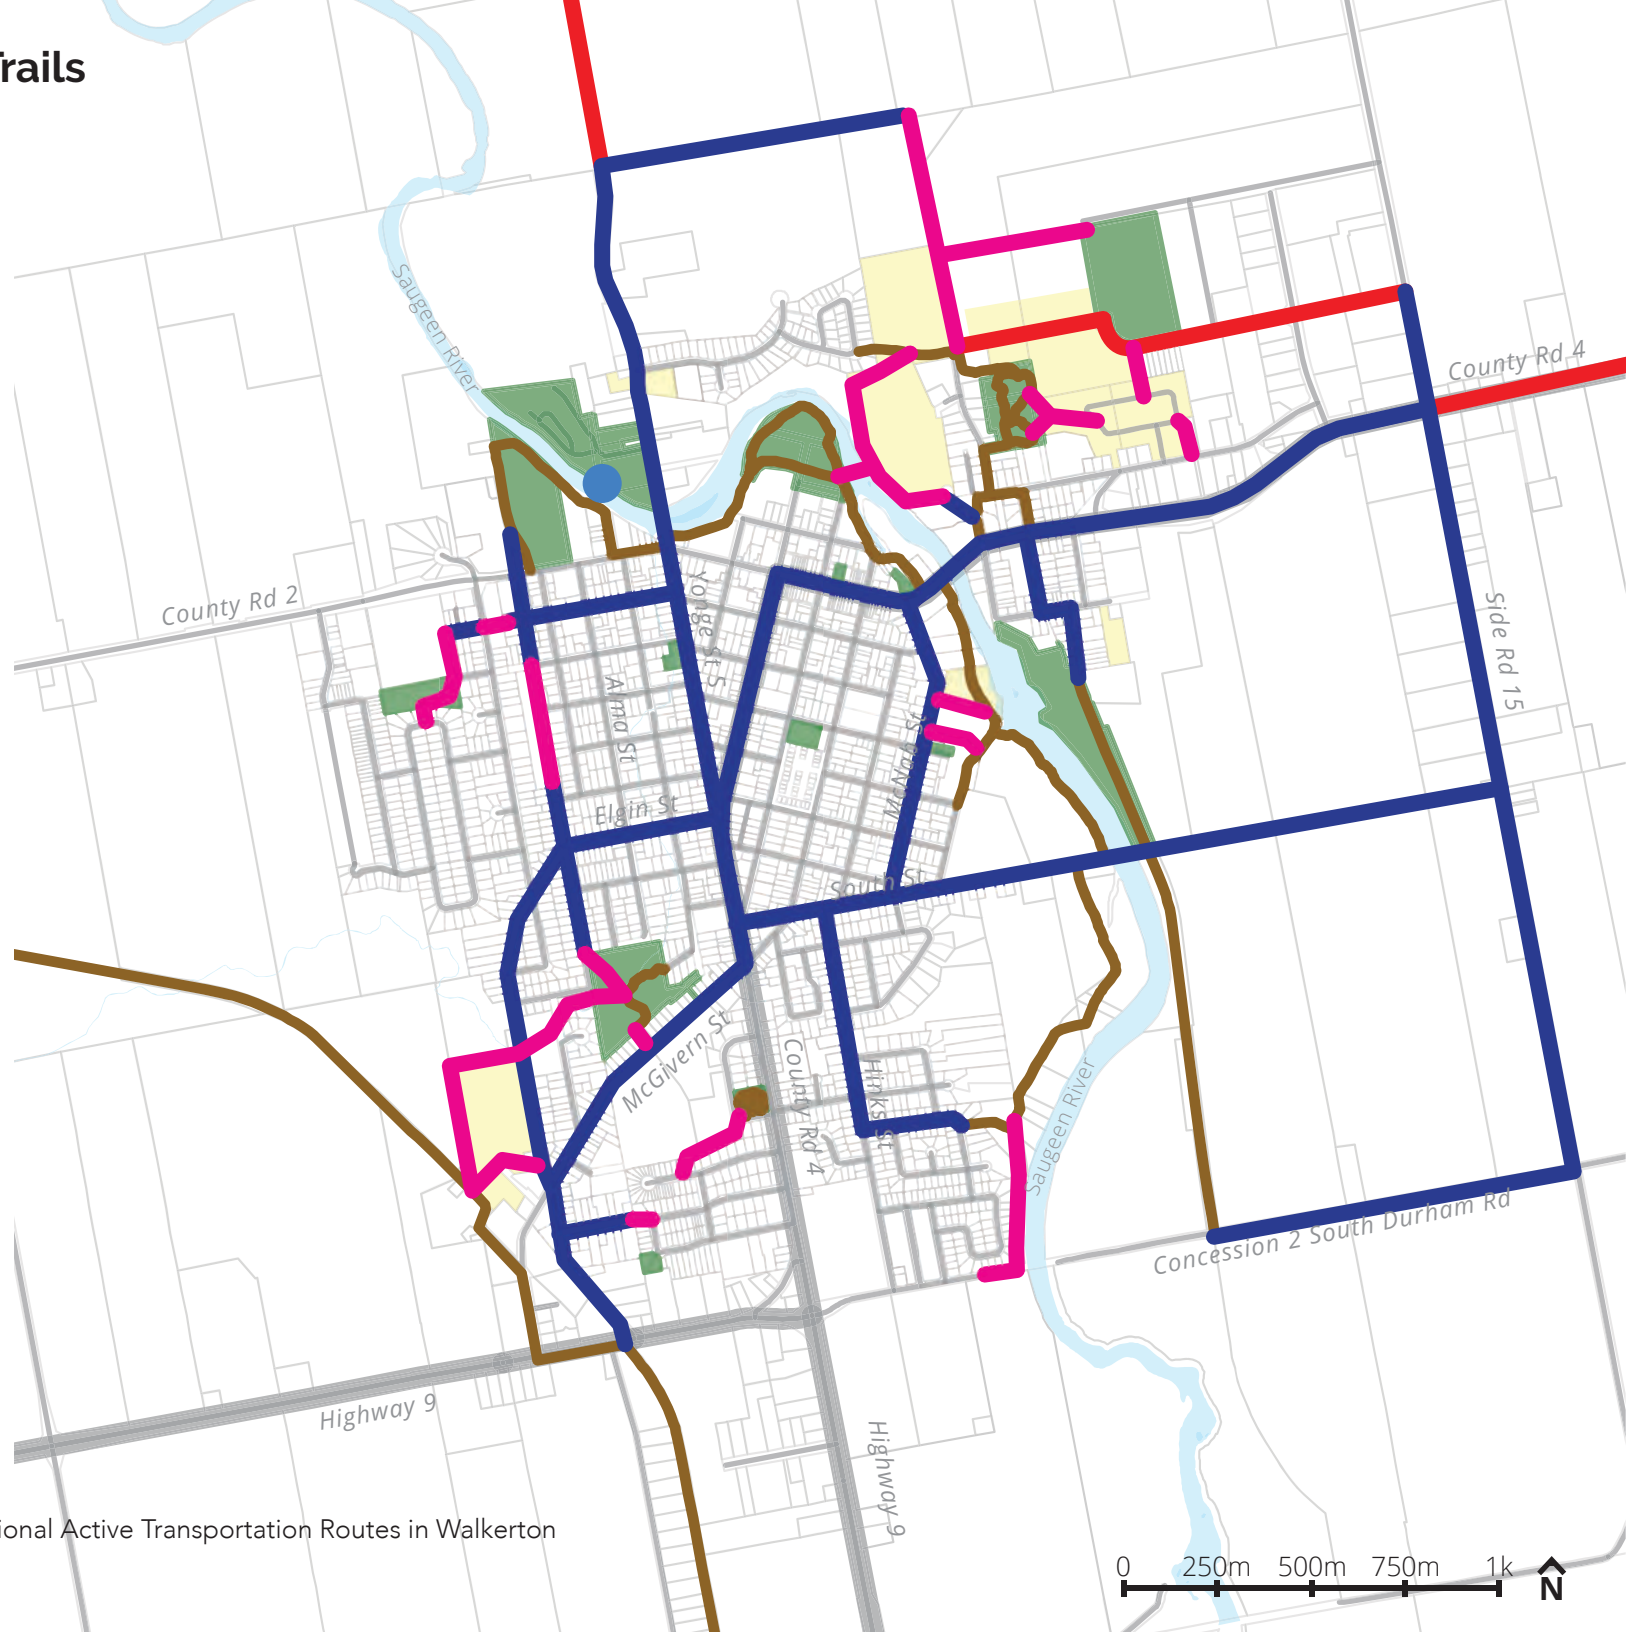 Trails
Saugeen River
County Rd 4
County Rd 2
Yonge St S
Side Rd 15
Alma St
McNab St
Elgin St
South St
McGivern St
County Rd 4
Hinks St
Saugeen River
Concession 2 South Durham Rd
Highway 9
Highway 9
ional Active Transportation Routes in Walkerton
0 250m 500m 750m 1k
N